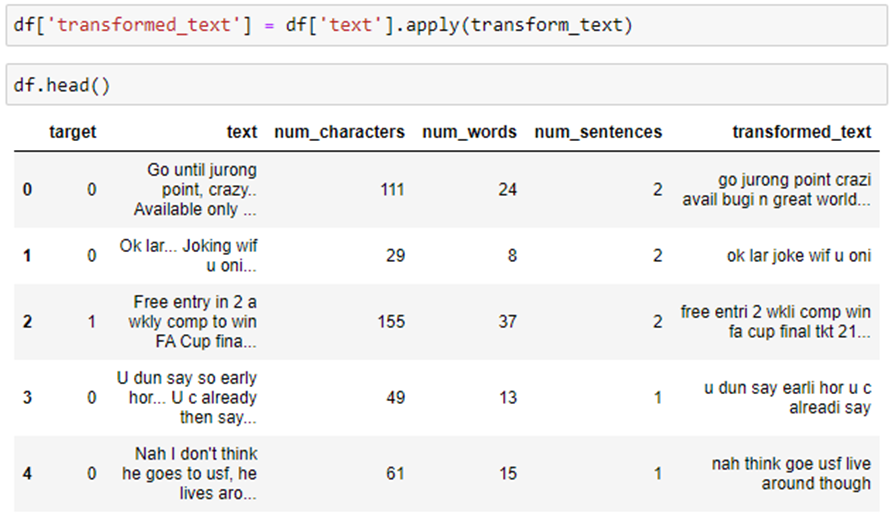 df['transformed_text'] = df['text'].apply(transform_text)
df.head()
target text num_characters num_words num_sentences transformed_text
0 0 Go until jurong point, crazy.. Available only ... 111 24 2 go jurong point crazi avail bugi n great world...
1 0 Ok lar... Joking wif u oni... 29 8 2 ok lar joke wif u oni
2 1 Free entry in 2 a wkly comp to win FA Cup fina... 155 37 2 free entri 2 wkli comp win fa cup final tkt 21...
3 0 U dun say so early hor... U c already then say... 49 13 1 u dun say earli hor u c alreadi say
4 0 Nah I don't think he goes to usf, he lives aro... 61 15 1 nah think goe usf live around though